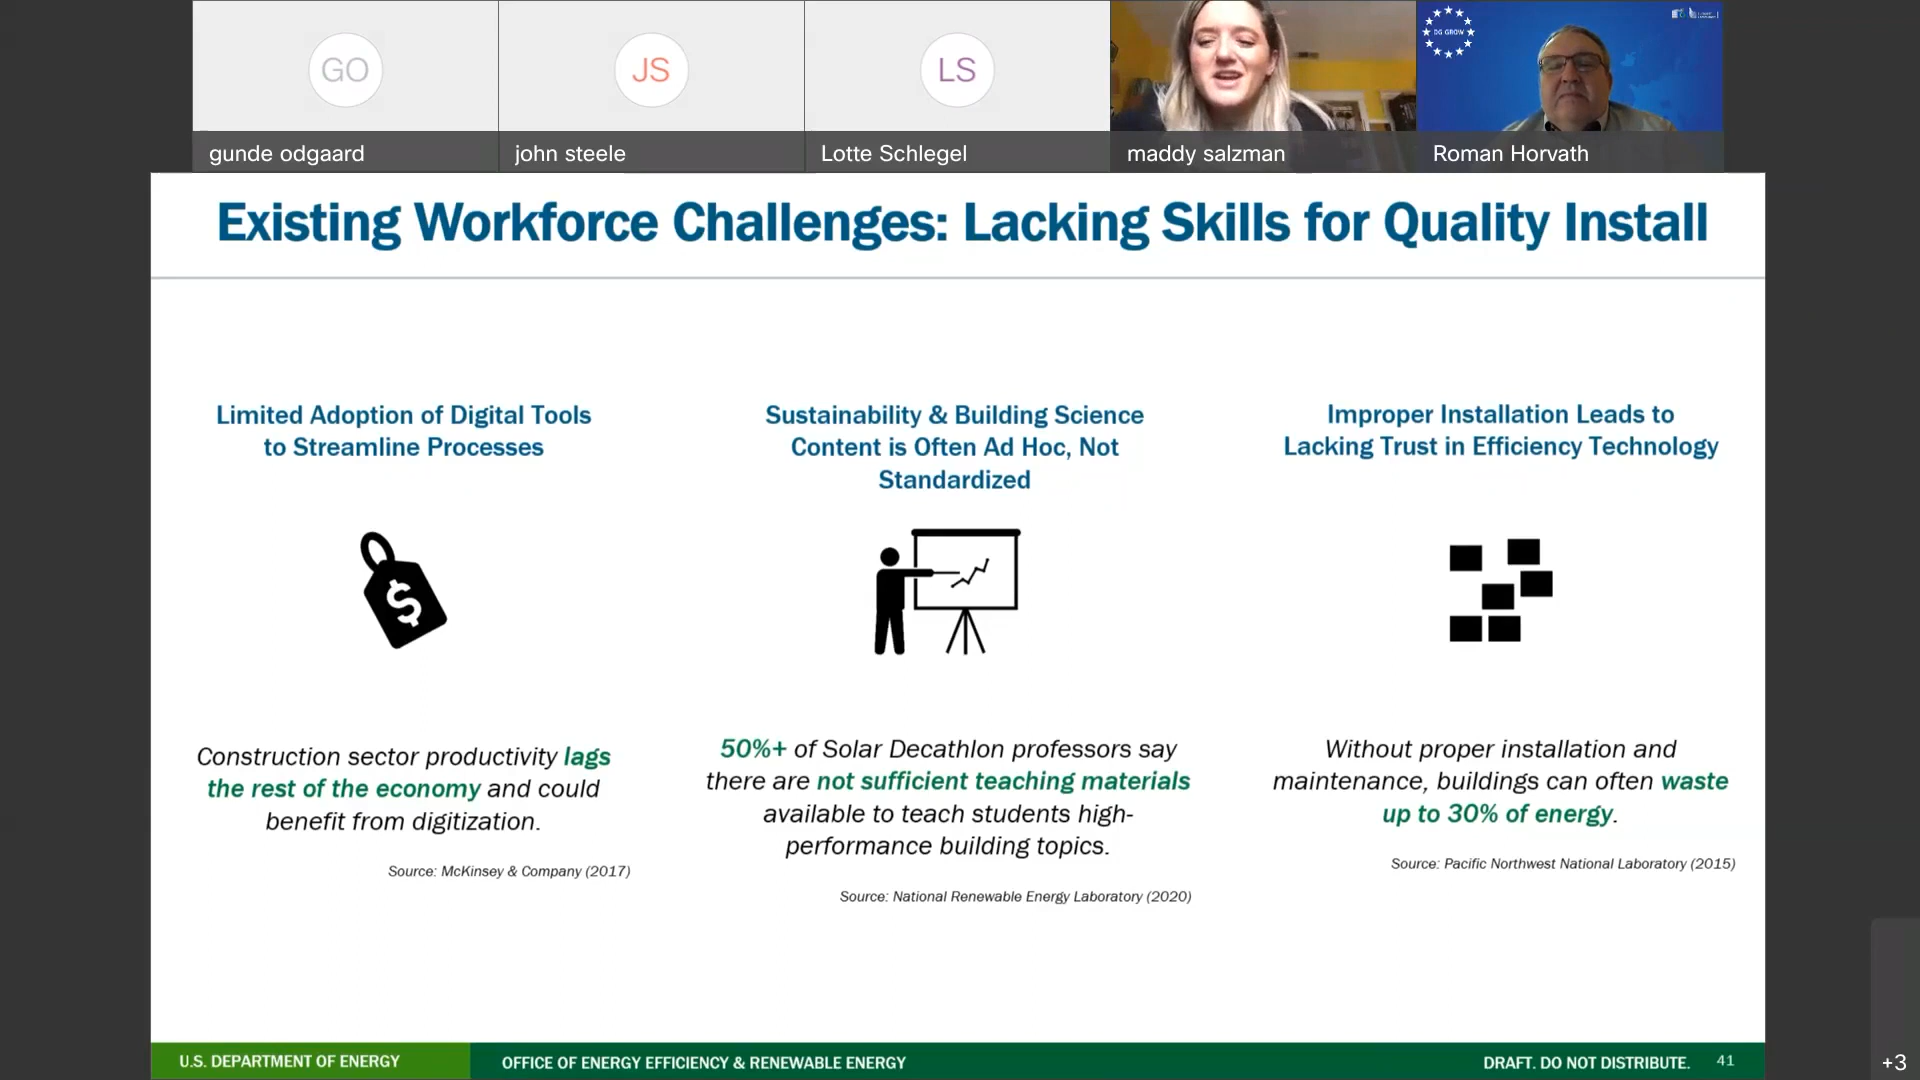 GO
JS
LS
DG GROW
gunde odgaard
john steele
Lotte Schlegel
maddy salzman
Roman Horvath
Existing Workforce Challenges: Lacking Skills for Quality Install
Limited Adoption of Digital Tools
to Streamline Processes
Sustainability & Building Science
Content is Often Ad Hoc, Not
Standardized
Improper Installation Leads to
Lacking Trust in Efficiency Technology
$
Construction sector productivity lags
the rest of the economy and could
benefit from digitization.
Source: McKinsey & Company (2017)
50%+ of Solar Decathlon professors say
there are not sufficient teaching materials
available to teach students high-
performance building topics.
Source: National Renewable Energy Laboratory (2020)
Without proper installation and
maintenance, buildings can often waste
up to 30% of energy.
Source: Pacific Northwest National Laboratory (2015)
U.S. DEPARTMENT OF ENERGY
OFFICE OF ENERGY EFFICIENCY & RENEWABLE ENERGY
DRAFT. DO NOT DISTRIBUTE.
41
+3